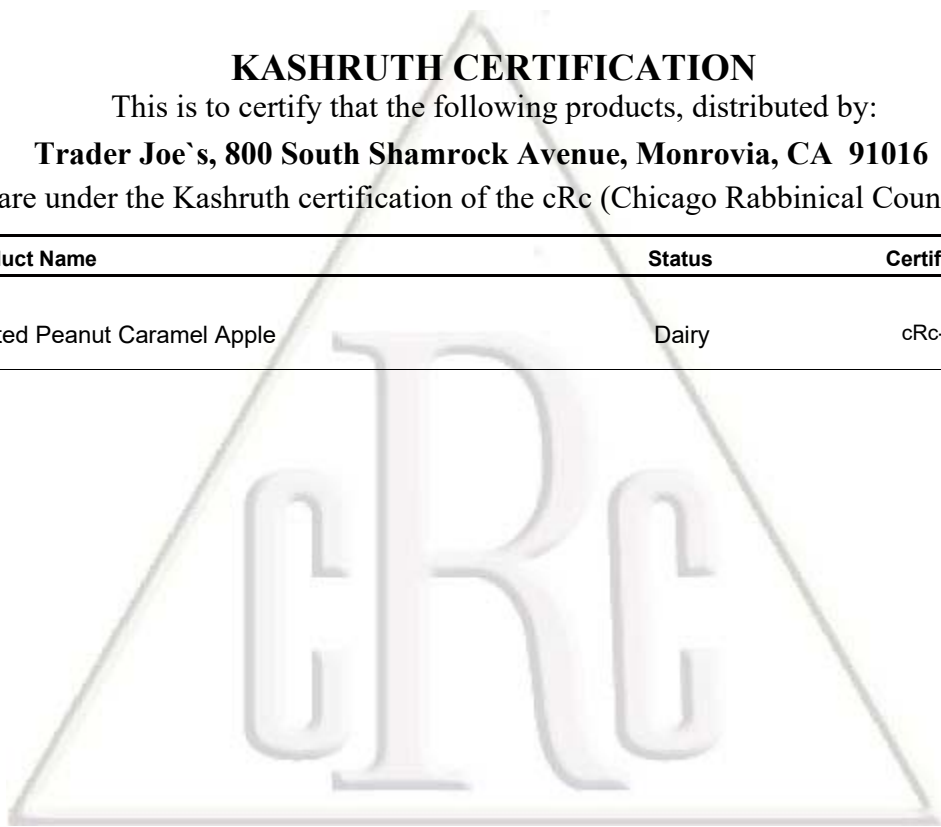 KASHRUTH CERTIFICATION
This is to certify that the following products, distributed by:
Trader Joe`s, 800 South Shamrock Avenue, Monrovia, CA 91016
are under the Kashruth certification of the cRc (Chicago Rabbinical Coun
uct Name Status Certif
ted Peanut Caramel Apple Dairy cRc-
cRc